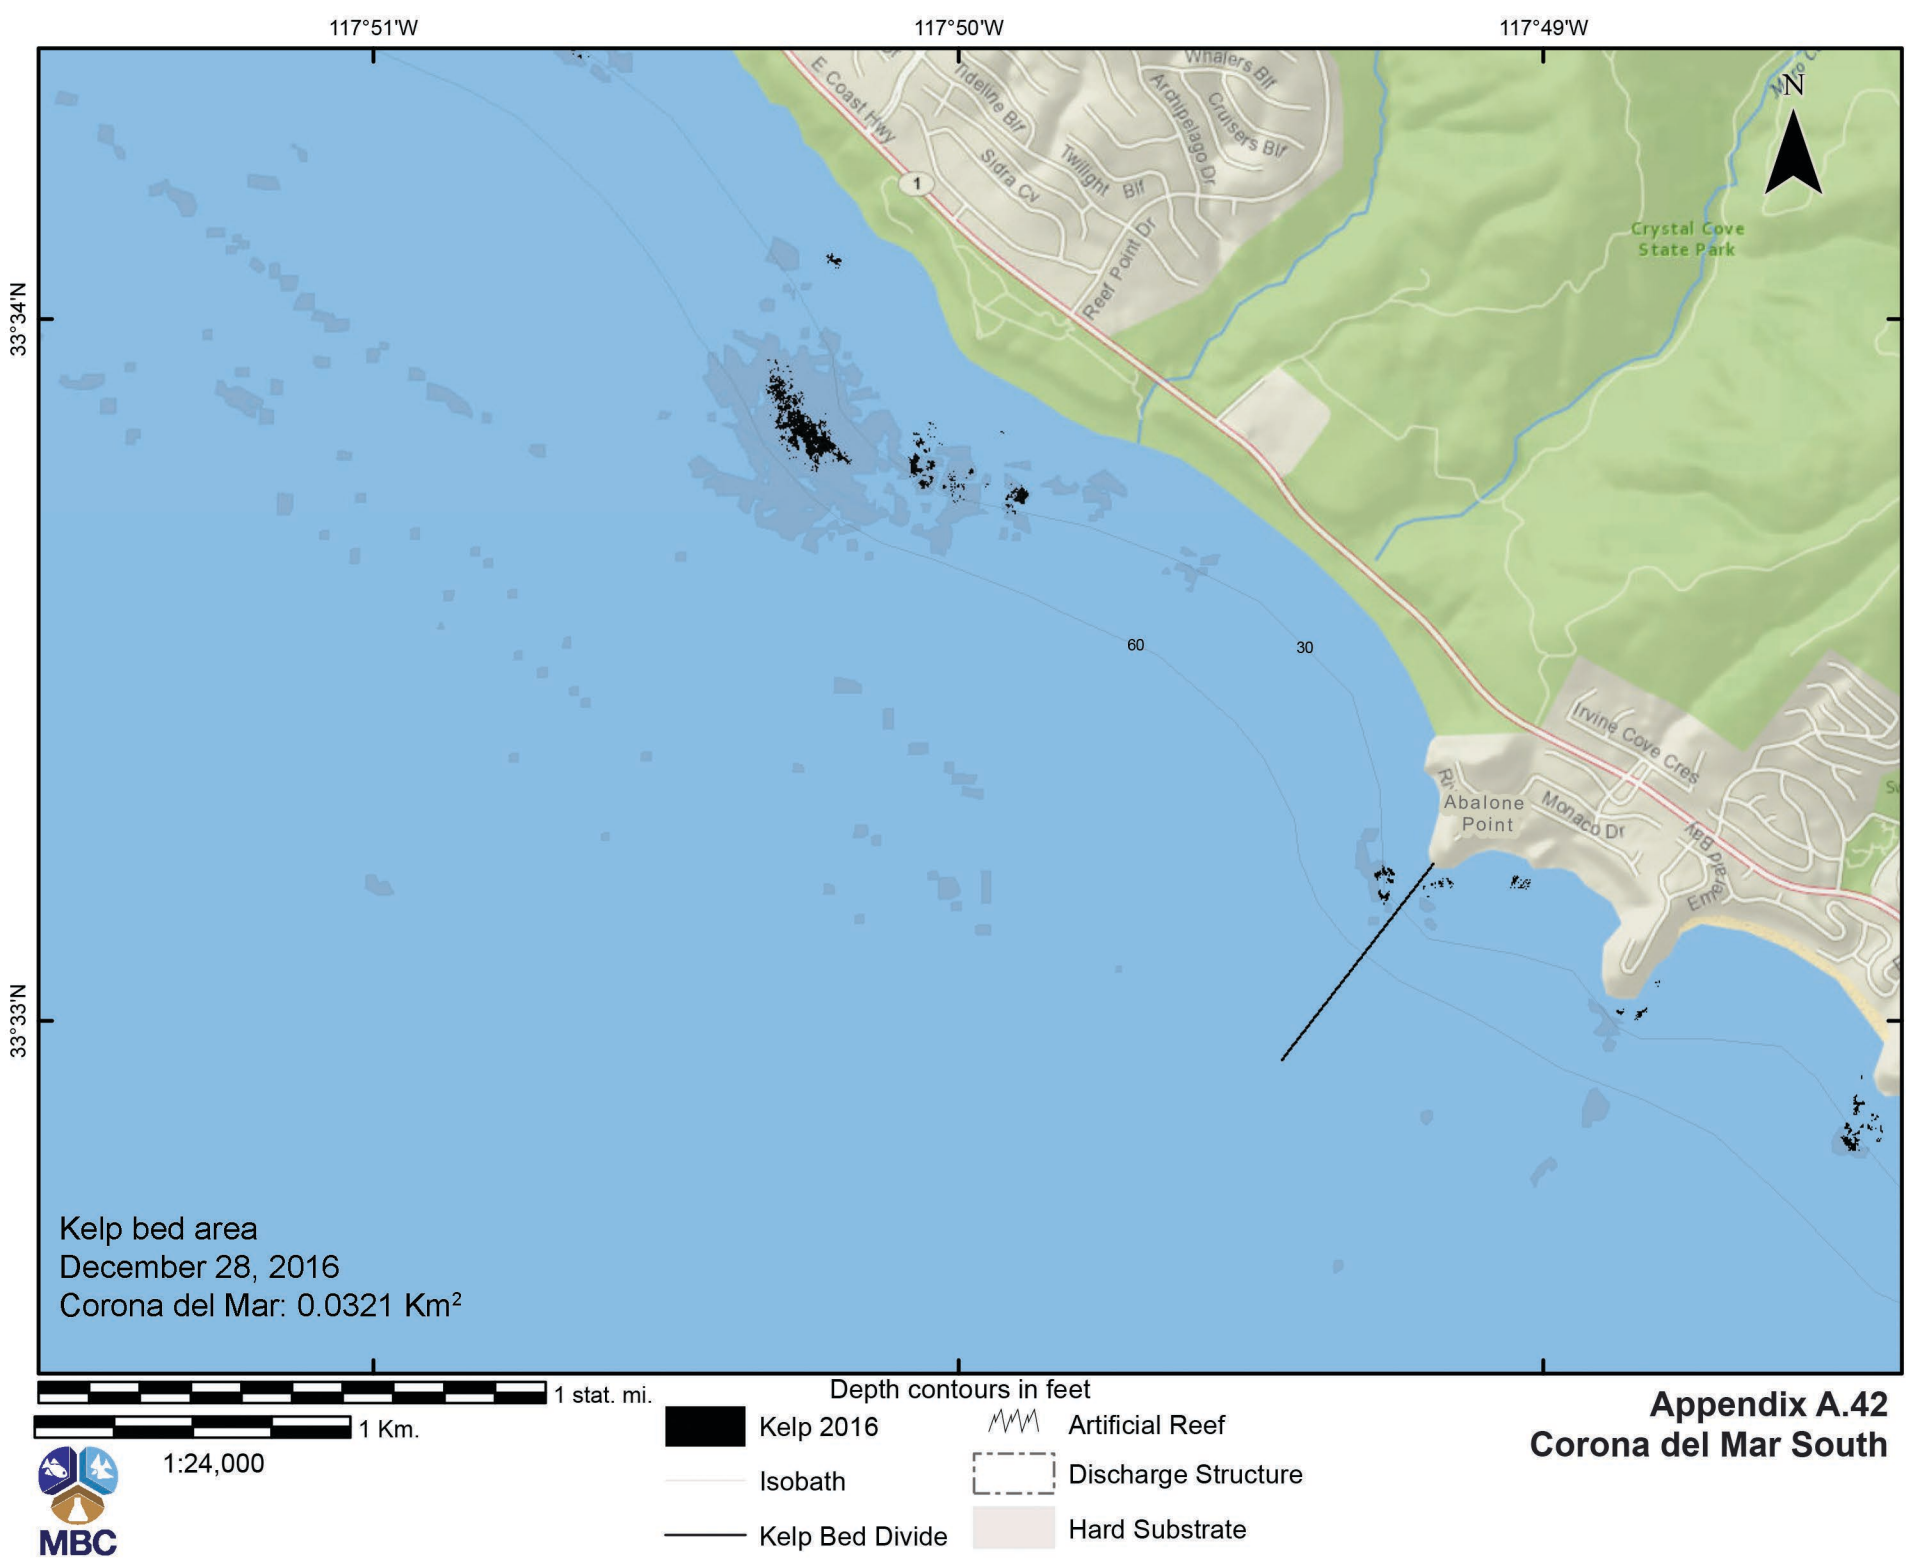 117°51'W
117°50'W
117°49'W
33°34'N
33°33'N
N
E Coast Hwy
1
Tideline Blf
Sidra Cv
Twilight Blf
Archipelago Dr
Whalers Blf
Cruisers Blf
Reef Point Dr
Crystal Cove
State Park
60
30
Irvine Cove Cres
Abalone
Point
Monaco Dr
Emerald Bay
Kelp bed area
December 28, 2016
Corona del Mar: 0.0321 Km²
1 stat. mi.
1 Km.
1:24,000
MBC
Depth contours in feet
Kelp 2016
Isobath
Kelp Bed Divide
Artificial Reef
Discharge Structure
Hard Substrate
Appendix A.42
Corona del Mar South